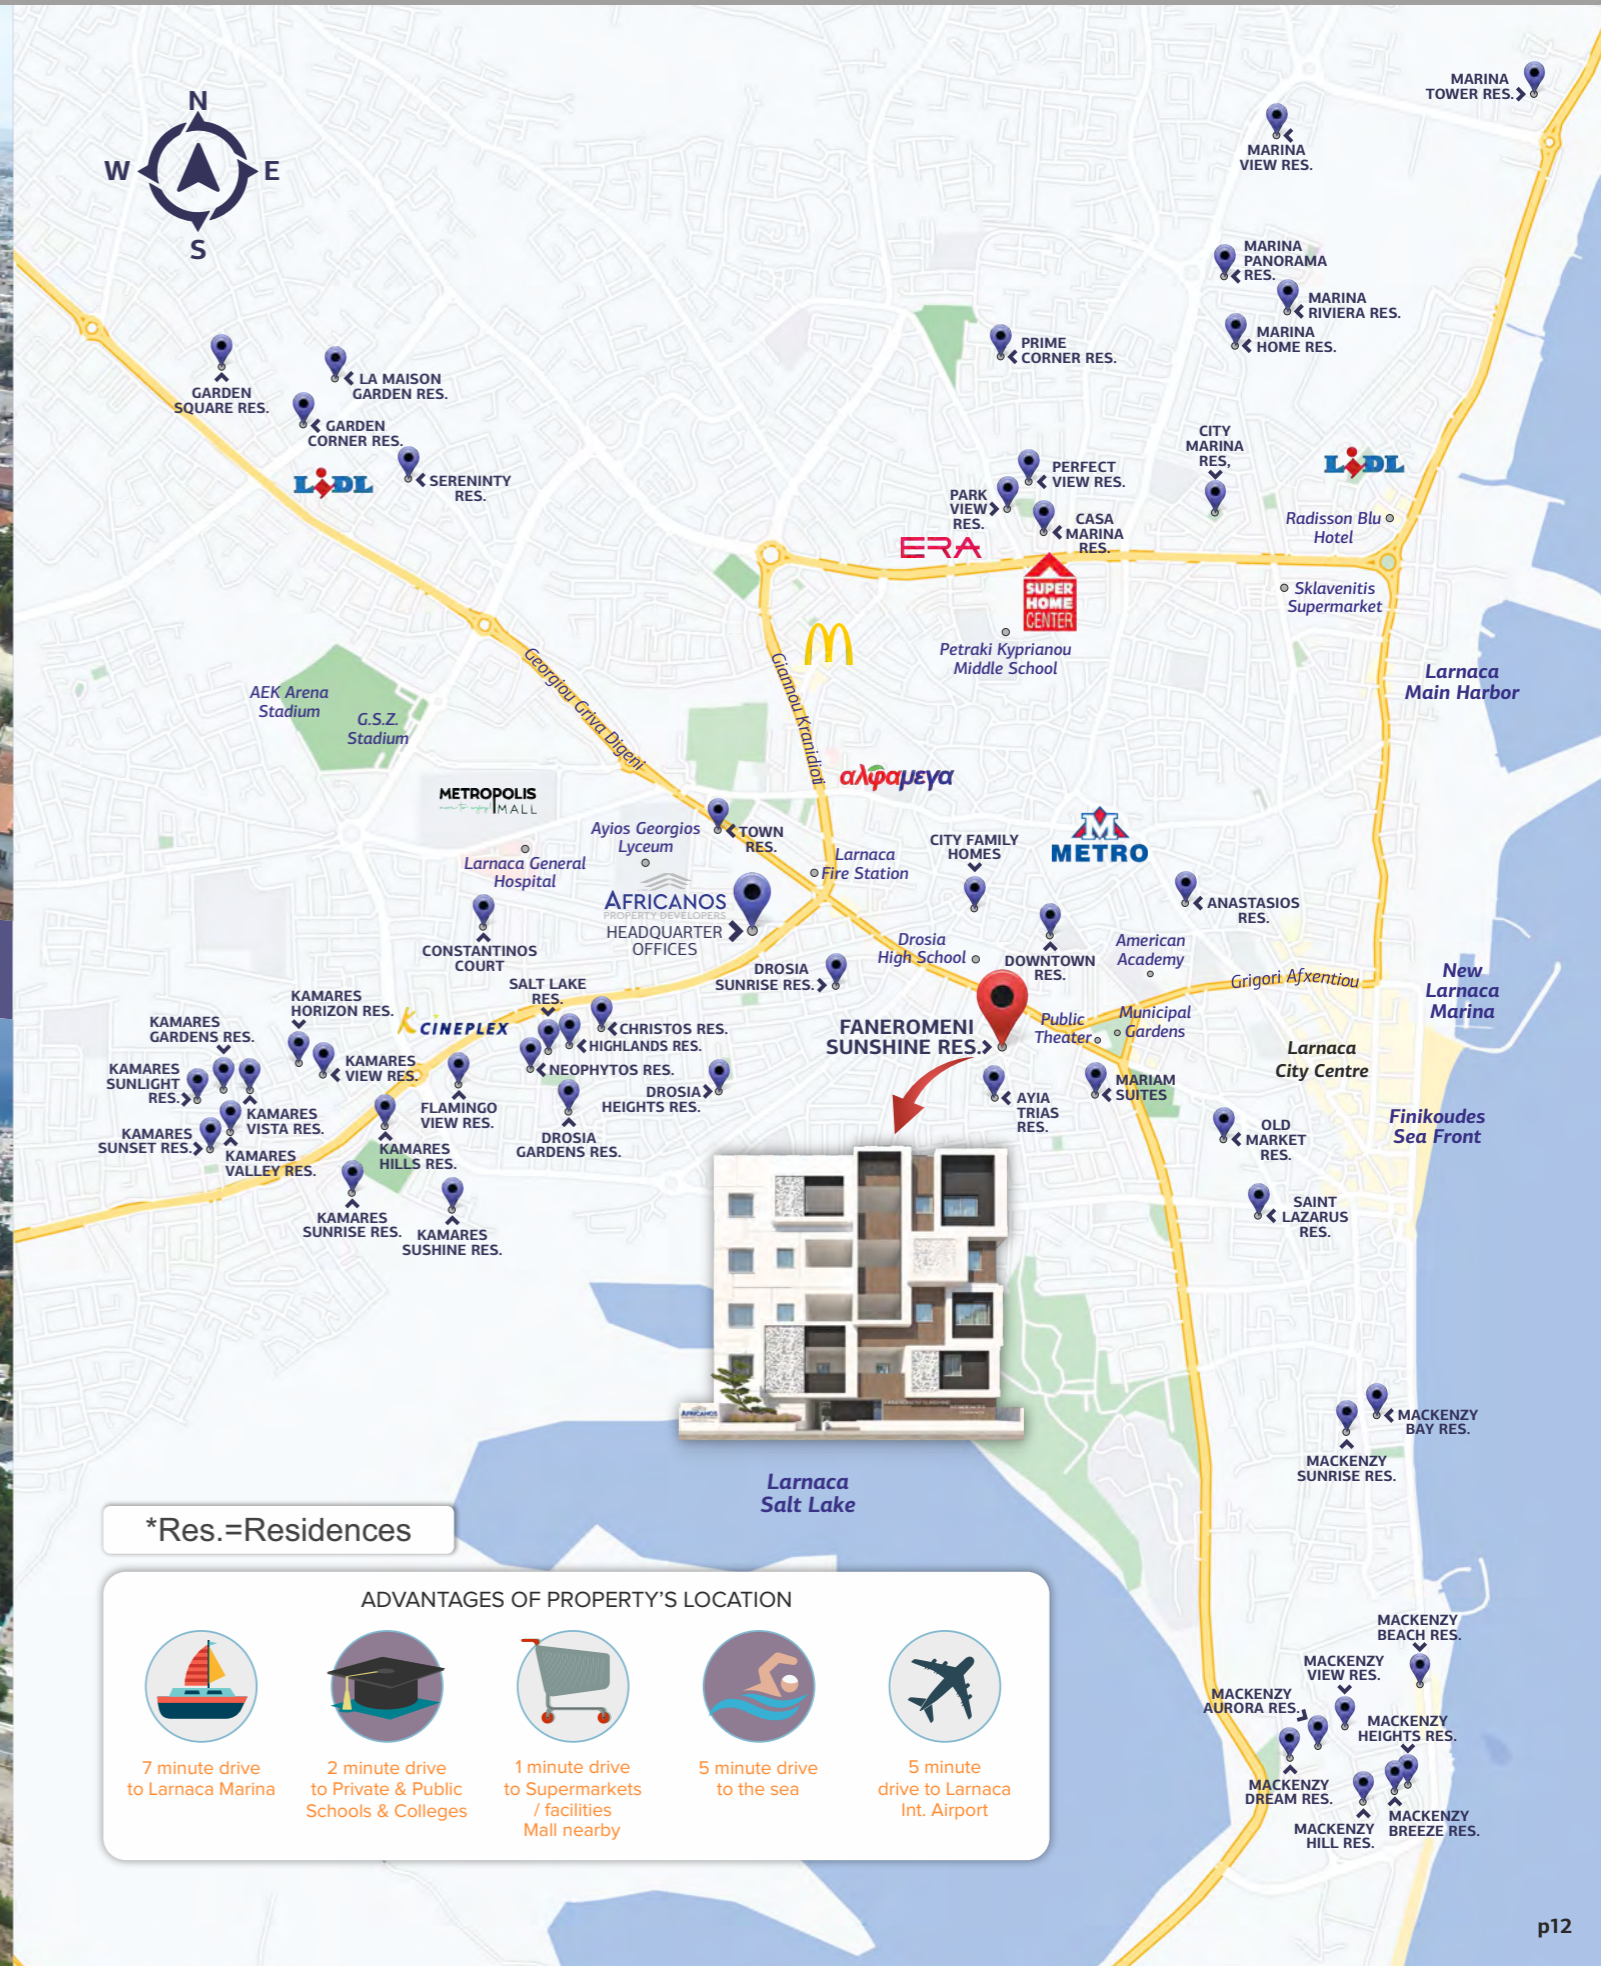 N
W
E
S
MARINA
TOWER RES.
MARINA
VIEW RES.
MARINA
PANORAMA
RES.
MARINA
RIVIERA RES.
MARINA
HOME RES.
PRIME
CORNER RES.
GARDEN
SQUARE RES.
LA MAISON
GARDEN RES.
GARDEN
CORNER RES.
LiDL
SERENINTY
RES.
CITY
MARINA
RES,
LiDL
PERFECT
VIEW RES.
PARK
VIEW
RES.
CASA
MARINA
RES.
Radisson Blu
Hotel
ERA
SUPER
HOME
CENTER
Sklavenitis
Supermarket
Petraki Kyprianou
Middle School
Larnaca
Main Harbor
Georgiou Griva Digeni
Giannou Kranidioti
AEK Arena
Stadium
G.S.Z.
Stadium
αλφαμεγα
METROPOLIS
MALL
TOWN
RES.
Ayios Georgios
Lyceum
Larnaca General
Hospital
Larnaca
Fire Station
CITY FAMILY
HOMES
METRO
AFRICANOS
PROPERTY DEVELOPERS
HEADQUARTER
OFFICES
ANASTASIOS
RES.
CONSTANTINOS
COURT
Drosia
High School
DOWNTOWN
RES.
American
Academy
DROSIA
SUNRISE RES.
Grigori Afxentiou
New
Larnaca
Marina
SALT LAKE
RES.
KAMARES
HORIZON RES.
K CINEPLEX
CHRISTOS RES.
HIGHLANDS RES.
FANEROMENI
SUNSHINE RES.
Public
Theater
Municipal
Gardens
KAMARES
GARDENS RES.
Larnaca
City Centre
KAMARES
SUNLIGHT
RES.
KAMARES
VIEW RES.
NEOPHYTOS RES.
DROSIA
HEIGHTS RES.
AYIA
TRIAS
RES.
MARIAM
SUITES
KAMARES
VISTA RES.
FLAMINGO
VIEW RES.
KAMARES
SUNSET RES.
KAMARES
VALLEY RES.
KAMARES
HILLS RES.
DROSIA
GARDENS RES.
OLD
MARKET
RES.
Finikoudes
Sea Front
KAMARES
SUNRISE RES.
KAMARES
SUSHINE RES.
SAINT
LAZARUS
RES.
AFRICANOS
MACKENZY
BAY RES.
MACKENZY
SUNRISE RES.
Larnaca
Salt Lake
*Res.=Residences
ADVANTAGES OF PROPERTY'S LOCATION
7 minute drive
to Larnaca Marina
2 minute drive
to Private & Public
Schools & Colleges
1 minute drive
to Supermarkets
/ facilities
Mall nearby
5 minute drive
to the sea
5 minute
drive to Larnaca
Int. Airport
MACKENZY
BEACH RES.
MACKENZY
VIEW RES.
MACKENZY
AURORA RES.
MACKENZY
HEIGHTS RES.
MACKENZY
DREAM RES.
MACKENZY
HILL RES.
MACKENZY
BREEZE RES.
p12